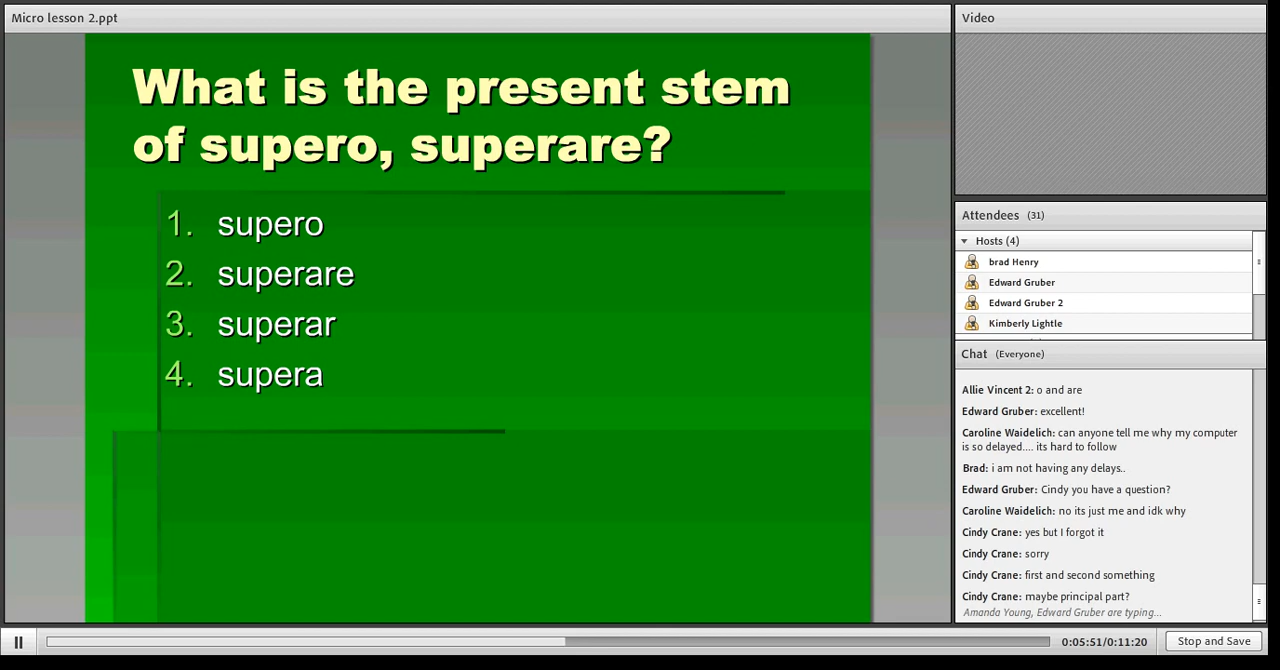 Micro lesson 2.ppt
What is the present stem
of supero, superare?
1. supero
2. superare
3. superar
4. supera
Video
Attendees (31)
Hosts (4)
brad Henry
Edward Gruber
Edward Gruber 2
Kimberly Lightle
Chat (Everyone)
Allie Vincent 2: o and are
Edward Gruber: excellent!
Caroline Waidelich: can anyone tell me why my computer
is so delayed.... its hard to follow
Brad: i am not having any delays..
Edward Gruber: Cindy you have a question?
Caroline Waidelich: no its just me and idk why
Cindy Crane: yes but I forgot it
Cindy Crane: sorry
Cindy Crane: first and second something
Cindy Crane: maybe principal part?
Amanda Young, Edward Gruber are typing...
0:05:51/0:11:20
Stop and Save